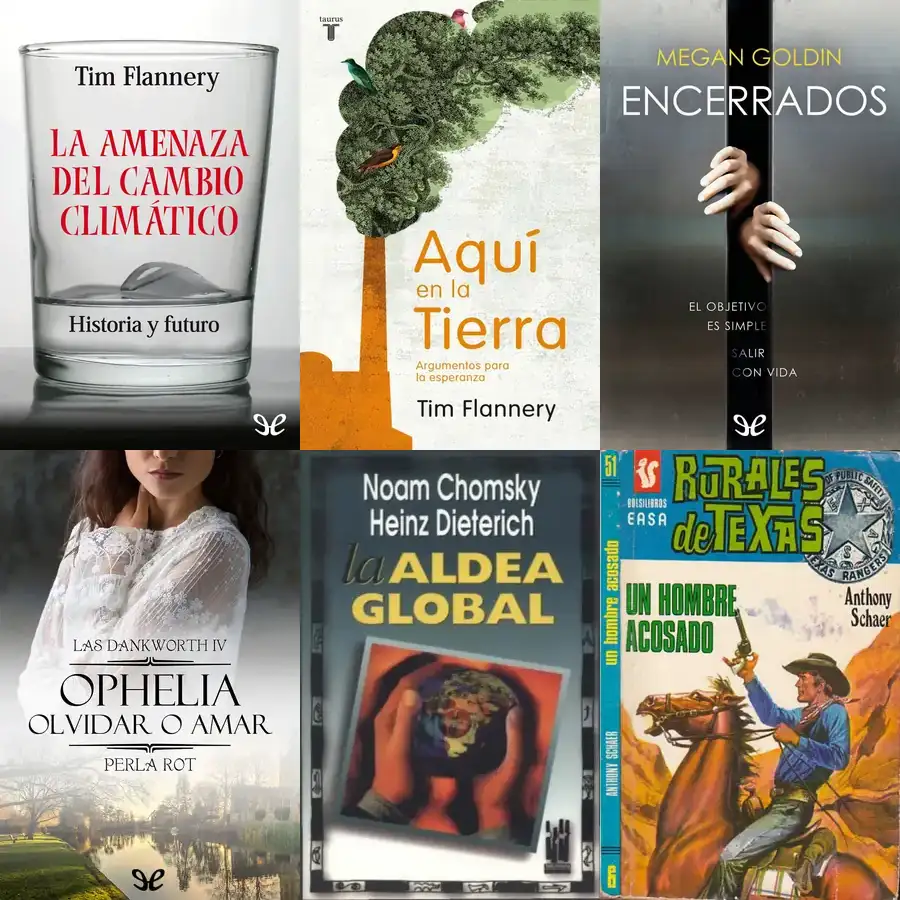 Tim Flannery
LA AMENAZA
DEL CAMBIO
CLIMÁTICO
Historia y futuro
taurus
T
Aquí
en la
Tierra
Argumentos para
la esperanza
Tim Flannery
MEGAN GOLDIN
ENCERRADOS
EL OBJETIVO
ES SIMPLE
SALIR
CON VIDA
LAS DANKWORTH IV
OPHELIA
OLVIDAR O AMAR
PERLA ROT
Noam Chomsky
Heinz Dieterich
la ALDEA
GLOBAL
51
un hombre acosado
ANTHONY SCHAER
BOLSILIBROS
EASA
RURALES
de TEXAS
OF PUBLIC SAFETY
TEXAS RANGERS
UN HOMBRE
ACOSADO
Anthony
Schaer